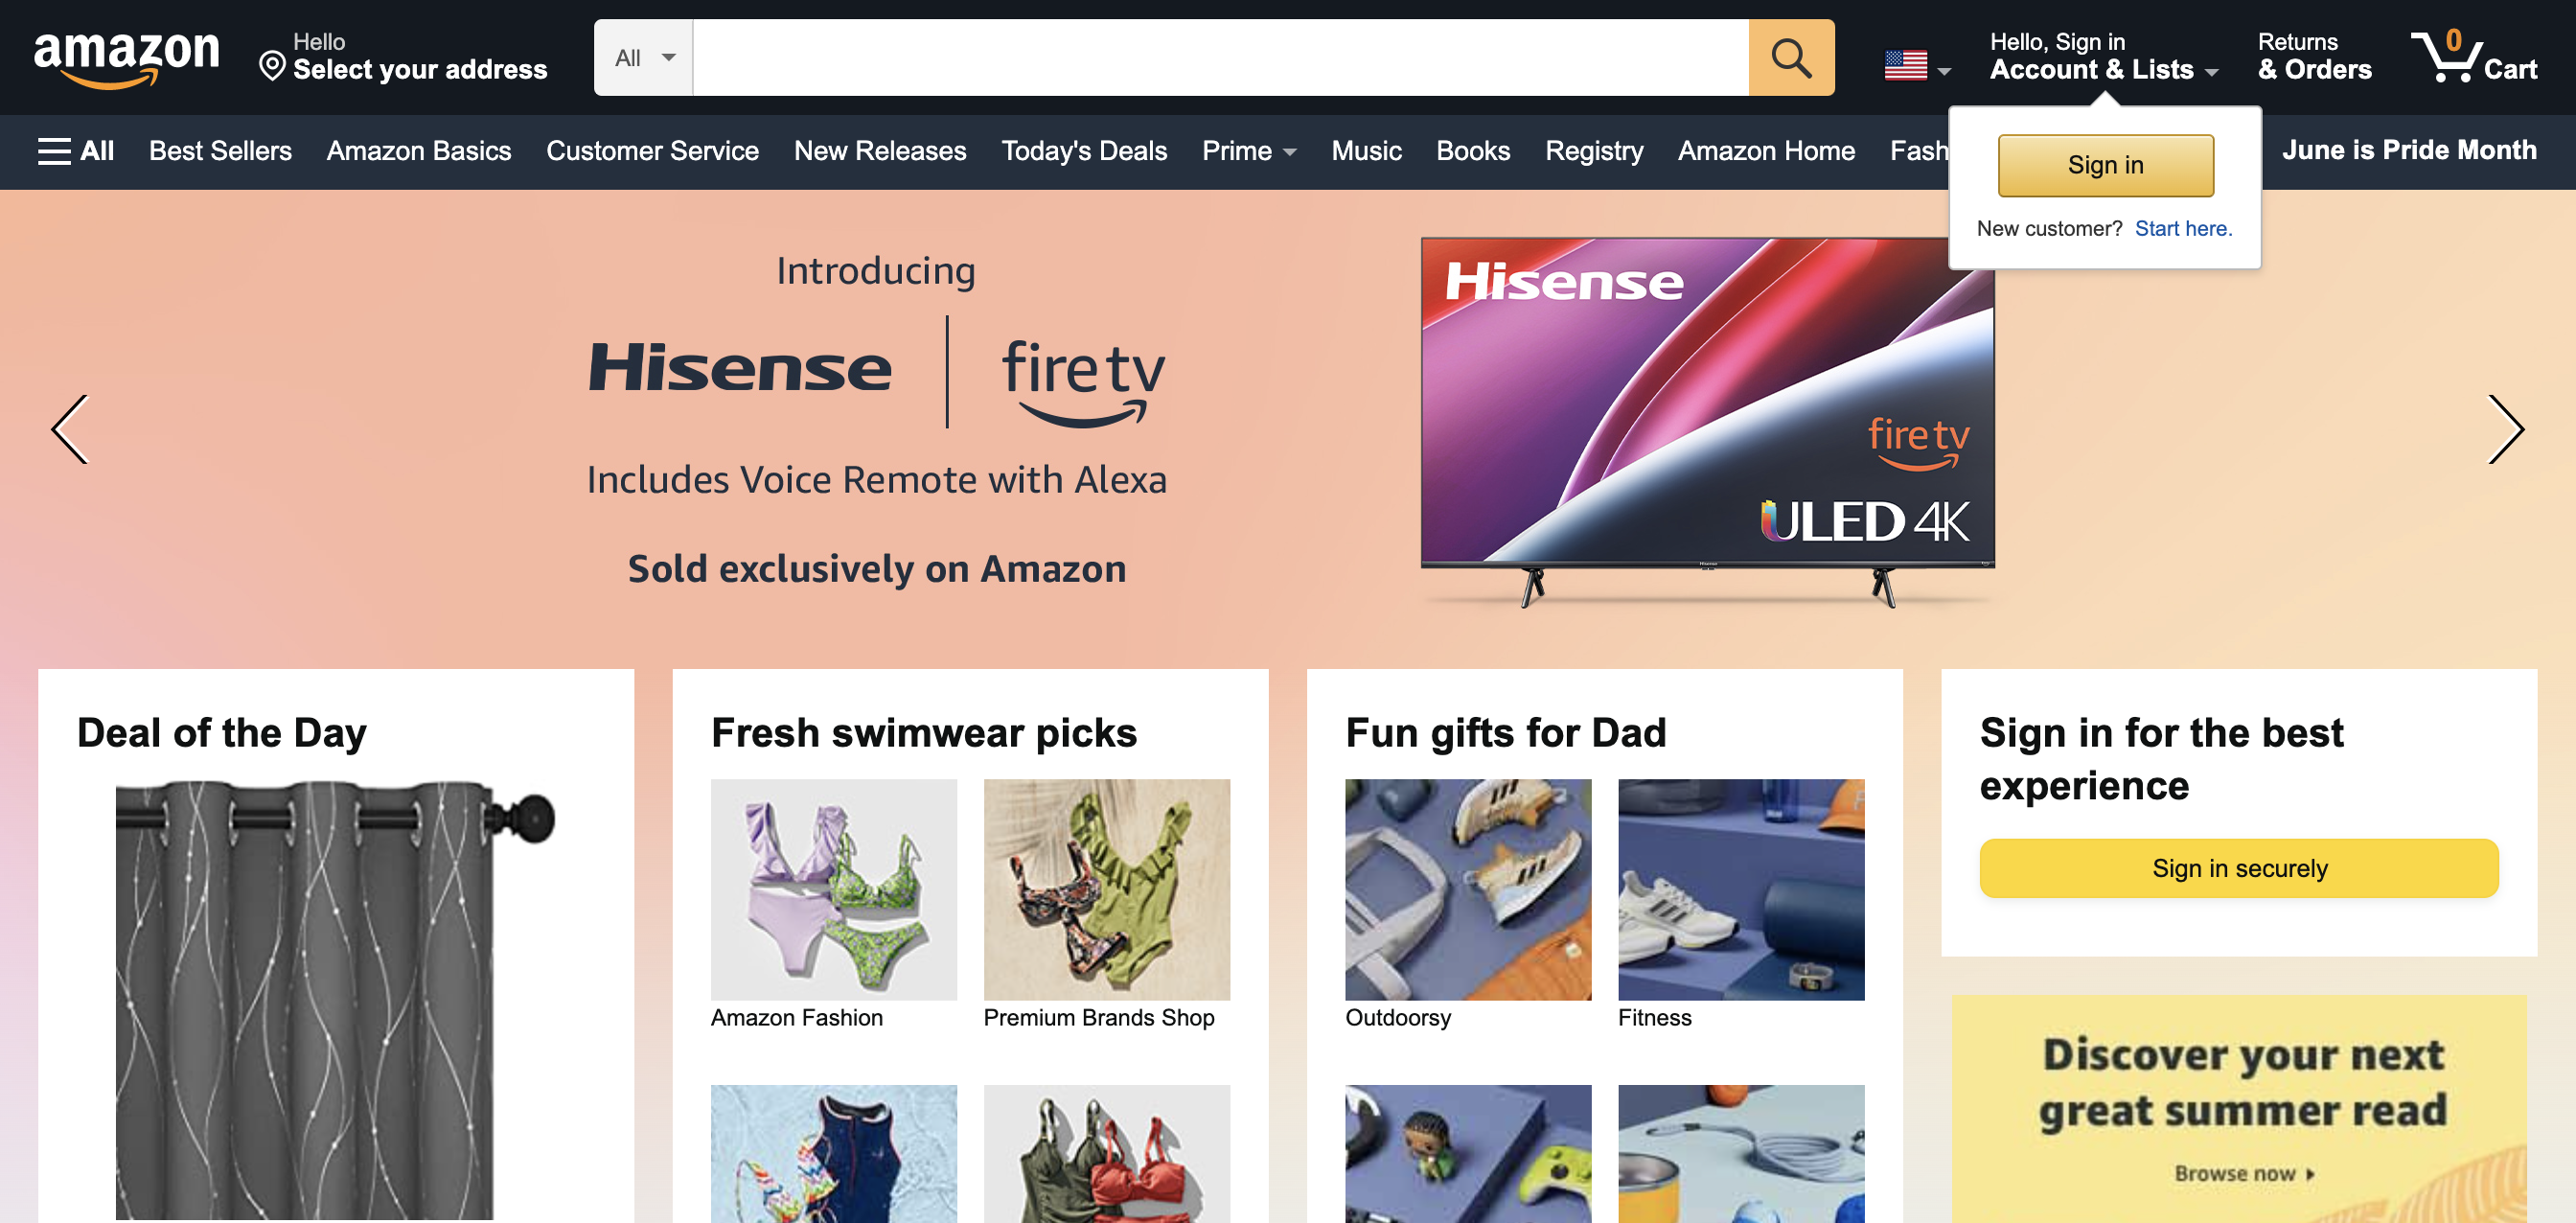 amazon
Hello
Select your address
All
Hello, Sign in
Account & Lists
Returns
& Orders
0
Cart
All
Best Sellers
Amazon Basics
Customer Service
New Releases
Today's Deals
Prime
Music
Books
Registry
Amazon Home
Fash
June is Pride Month
Sign in
New customer? Start here.
Introducing
Hisense
fire tv
Includes Voice Remote with Alexa
Sold exclusively on Amazon
Hisense
fire tv
ULED 4K
Deal of the Day
Fresh swimwear picks
Amazon Fashion
Premium Brands Shop
Fun gifts for Dad
Outdoorsy
Fitness
Sign in for the best
experience
Sign in securely
Discover your next
great summer read
Browse now